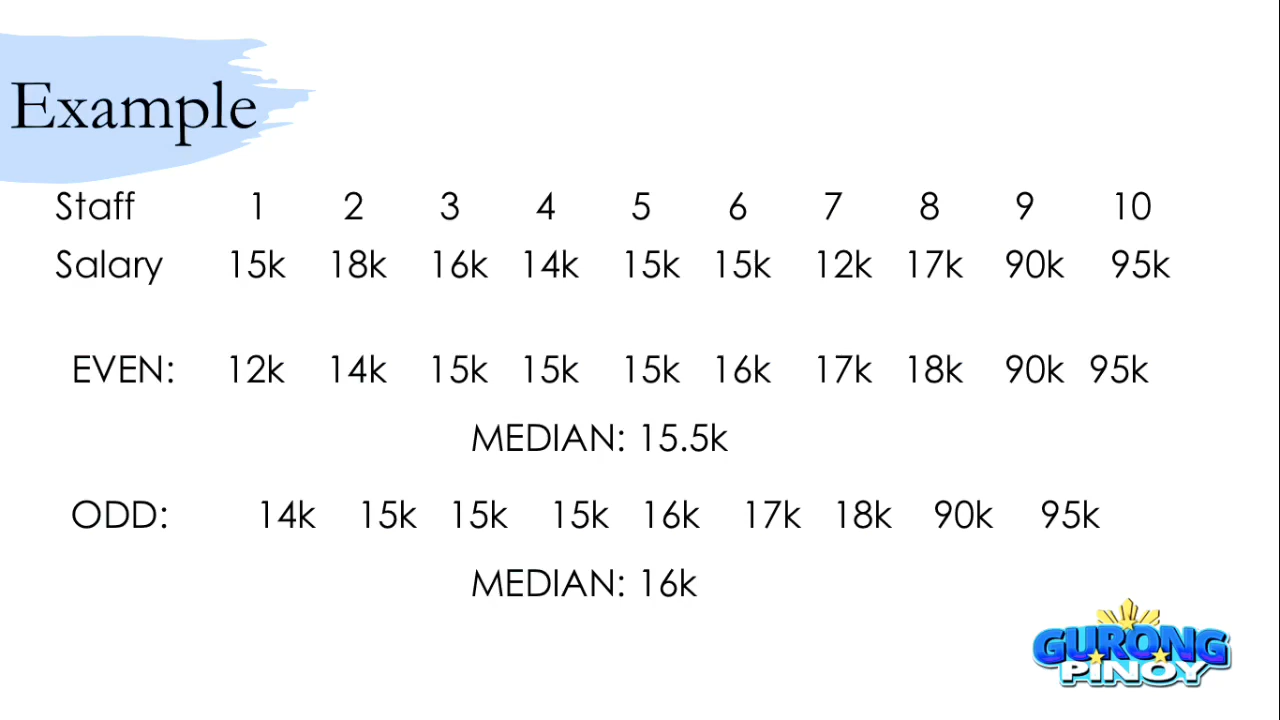 Example
Staff 1 2 3 4 5 6 7 8 9 10
Salary 15k 18k 16k 14k 15k 15k 12k 17k 90k 95k
EVEN: 12k 14k 15k 15k 15k 16k 17k 18k 90k 95k
MEDIAN: 15.5k
ODD: 14k 15k 15k 15k 16k 17k 18k 90k 95k
MEDIAN: 16k
GURONG
PINOY